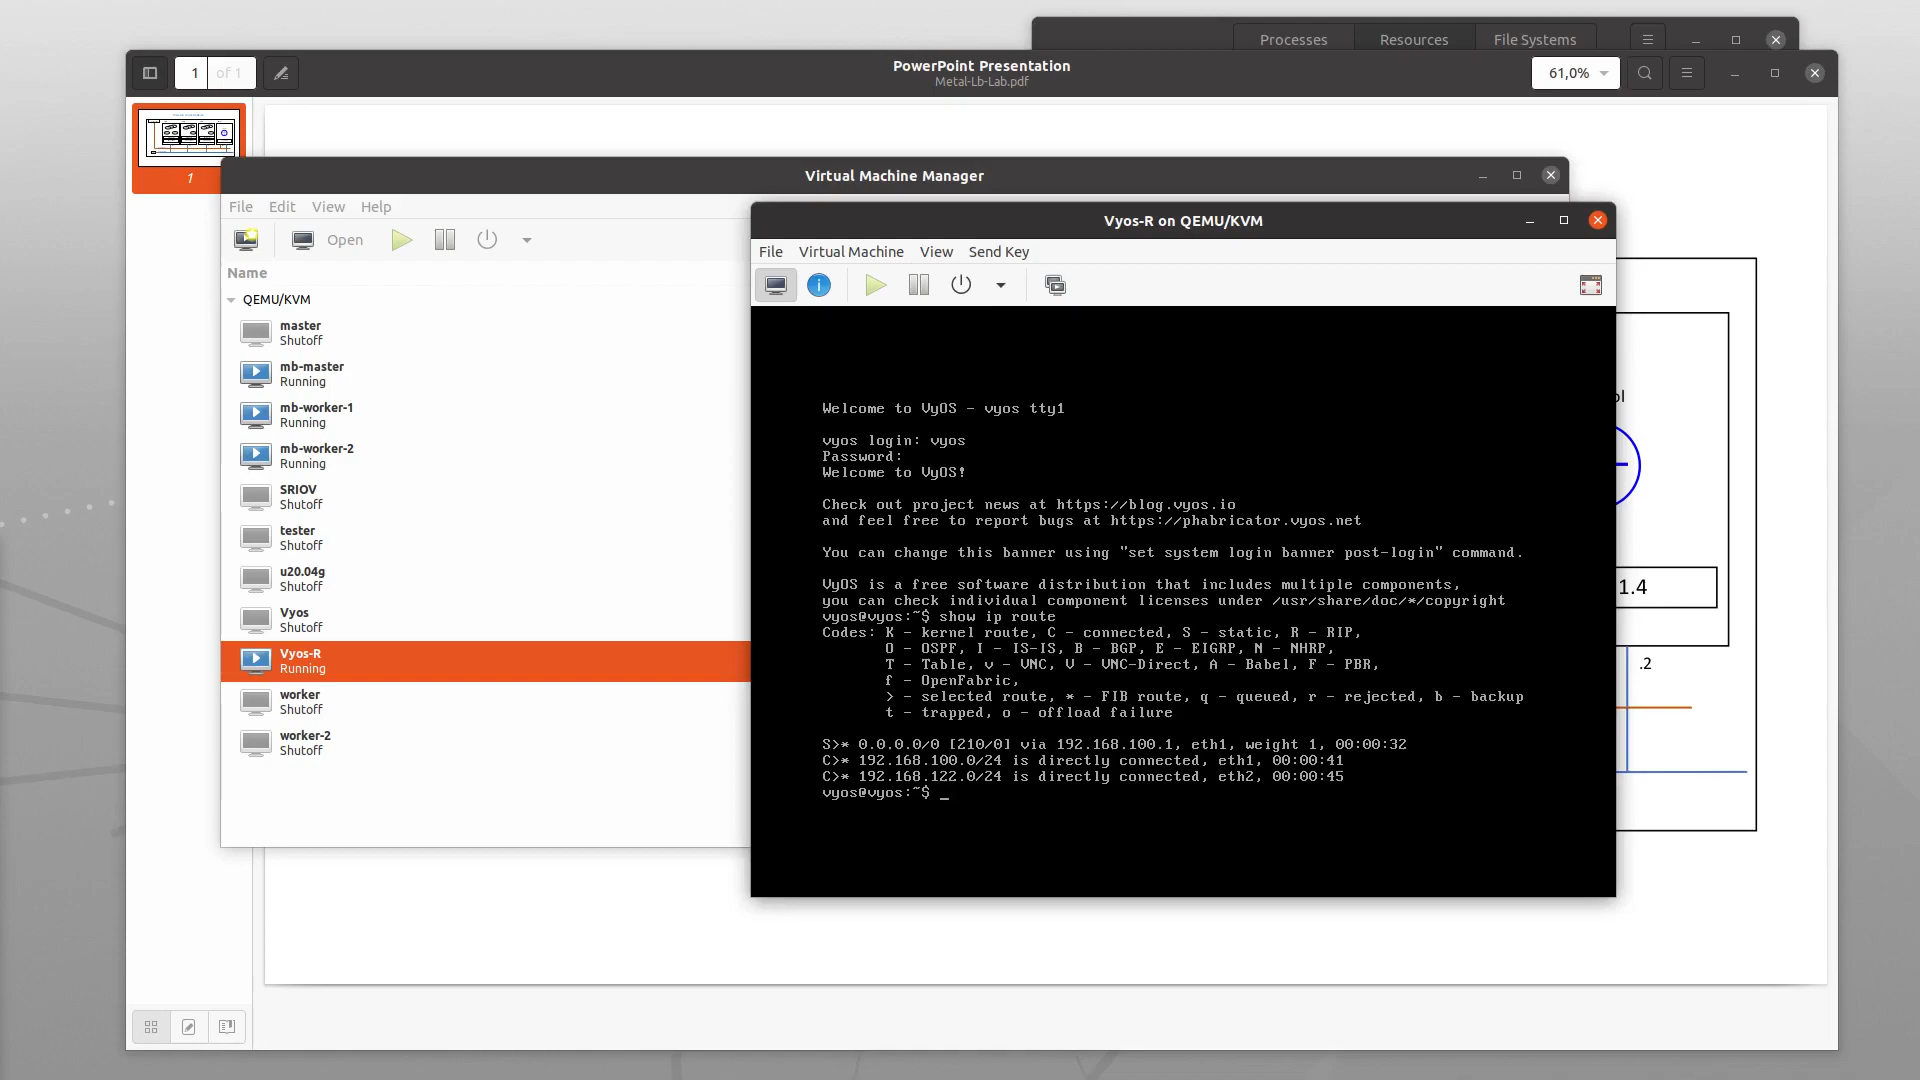 Processes Resources File Systems
1 of 1
PowerPoint Presentation
Metal-Lb-Lab.pdf
61,0%
1
Virtual Machine Manager
File Edit View Help
Open
Name
QEMU/KVM
master
Shutoff
mb-master
Running
mb-worker-1
Running
mb-worker-2
Running
SRIOV
Shutoff
tester
Shutoff
u20.04g
Shutoff
Vyos
Shutoff
Vyos-R
Running
worker
Shutoff
worker-2
Shutoff
Vyos-R on QEMU/KVM
File Virtual Machine View Send Key
Welcome to VyOS - vyos tty1
vyos login: vyos
Password:
Welcome to VyOS!
Check out project news at https://blog.vyos.io
and feel free to report bugs at https://phabricator.vyos.net
You can change this banner using "set system login banner post-login" command.
VyOS is a free software distribution that includes multiple components,
you can check individual component licenses under /usr/share/doc/*/copyright
vyos@vyos:~$ show ip route
Codes: K - kernel route, C - connected, S - static, R - RIP,
O - OSPF, I - IS-IS, B - BGP, E - EIGRP, N - NHRP,
T - Table, v - VNC, V - VNC-Direct, A - Babel, F - PBR,
f - OpenFabric,
> - selected route, * - FIB route, q - queued, r - rejected, b - backup
t - trapped, o - offload failure
S>* 0.0.0.0/0 [210/0] via 192.168.100.1, eth1, weight 1, 00:00:32
C>* 192.168.100.0/24 is directly connected, eth1, 00:00:41
C>* 192.168.122.0/24 is directly connected, eth2, 00:00:45
vyos@vyos:~$ _
ol
1.4
.2